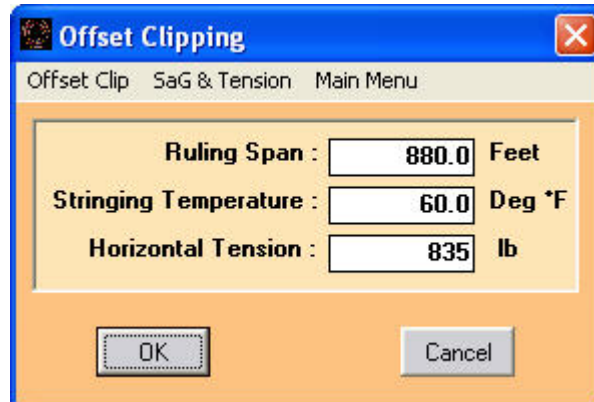 Offset Clipping
Offset Clip SaG & Tension Main Menu
Ruling Span : 880.0 Feet
Stringing Temperature : 60.0 Deg °F
Horizontal Tension : 835 lb
OK Cancel